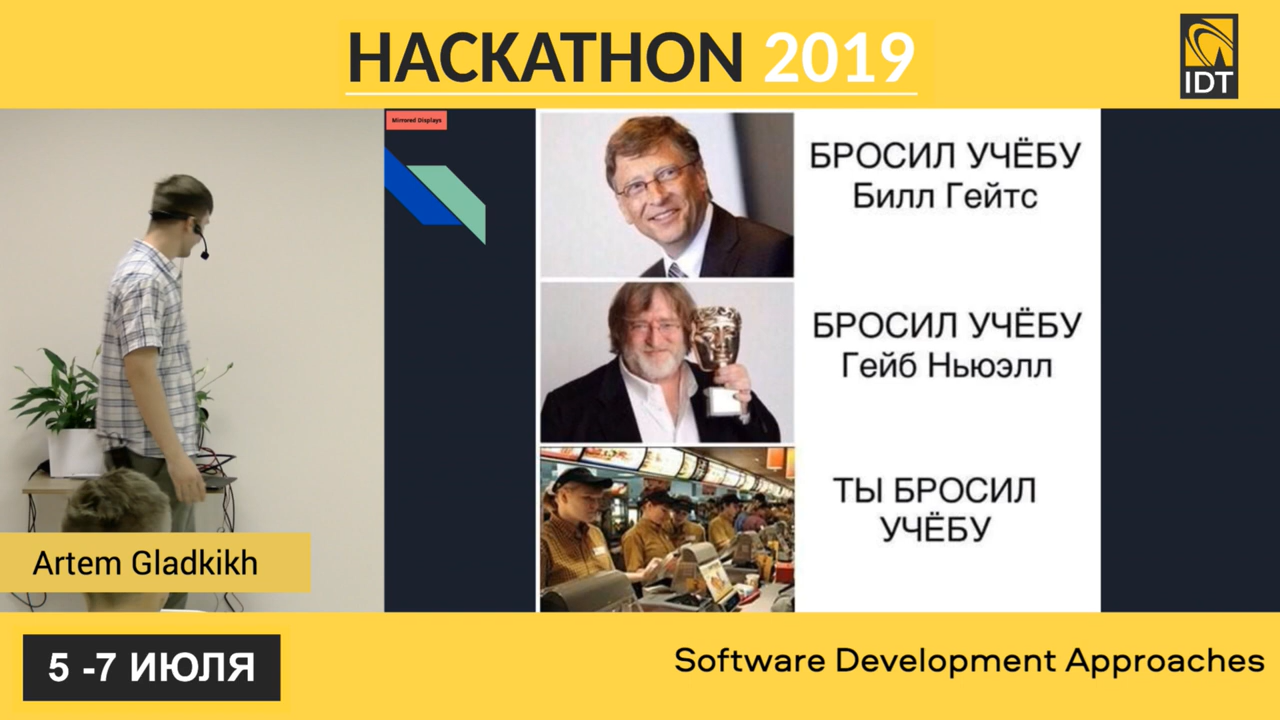 HACKATHON 2019
IDT
Mirrored Displays
БРОСИЛ УЧЁБУ
Билл Гейтс
БРОСИЛ УЧЁБУ
Гейб Ньюэлл
ТЫ БРОСИЛ
УЧЁБУ
Artem Gladkikh
5 -7 ИЮЛЯ
Software Development Approaches